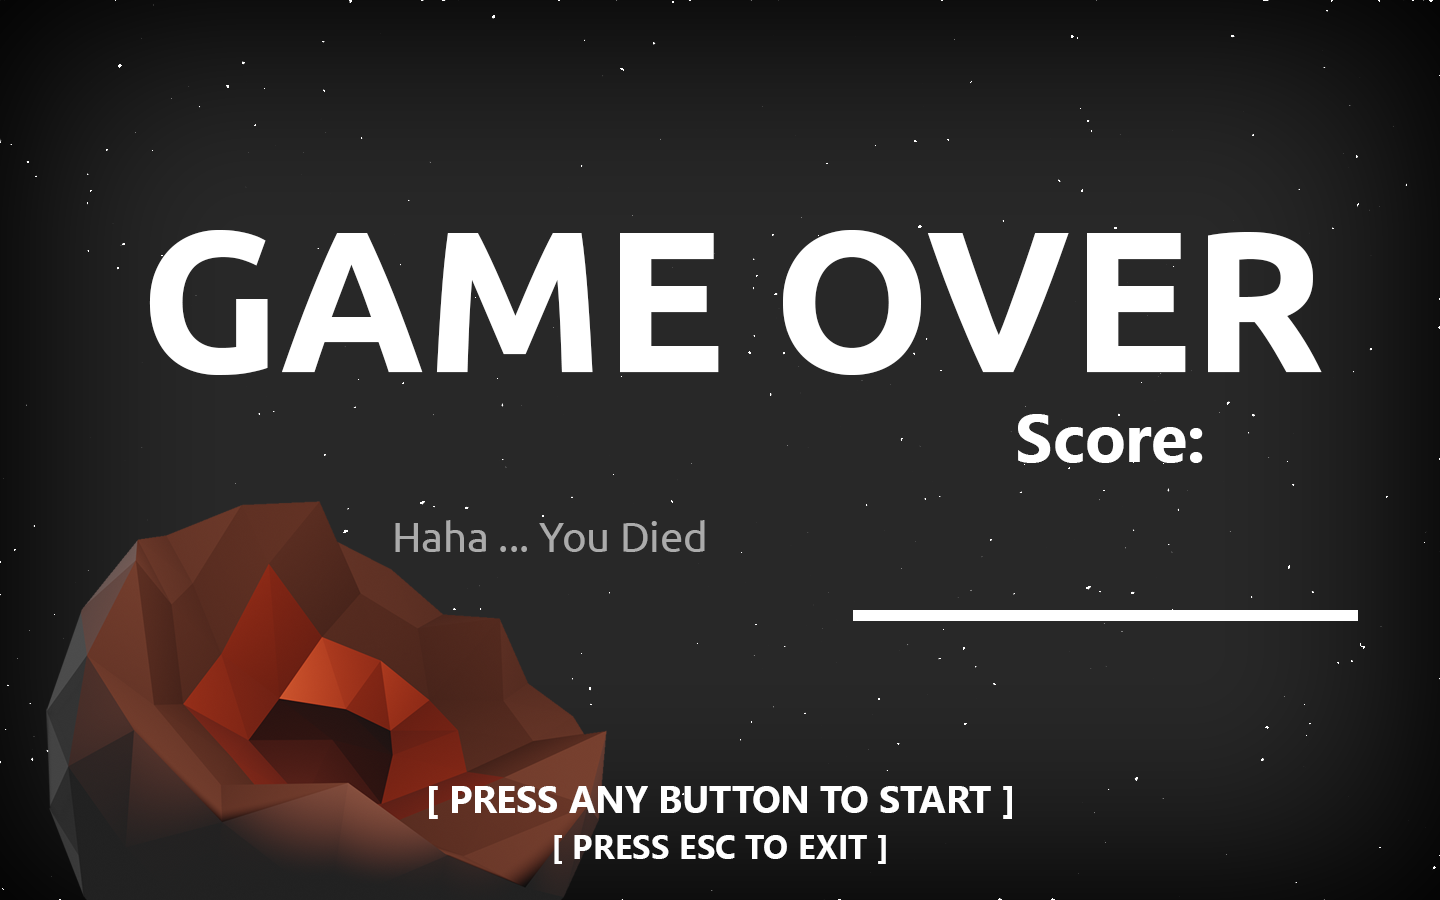 GAME OVER
Score:
Haha ... You Died
[ PRESS ANY BUTTON TO START ]
[ PRESS ESC TO EXIT ]